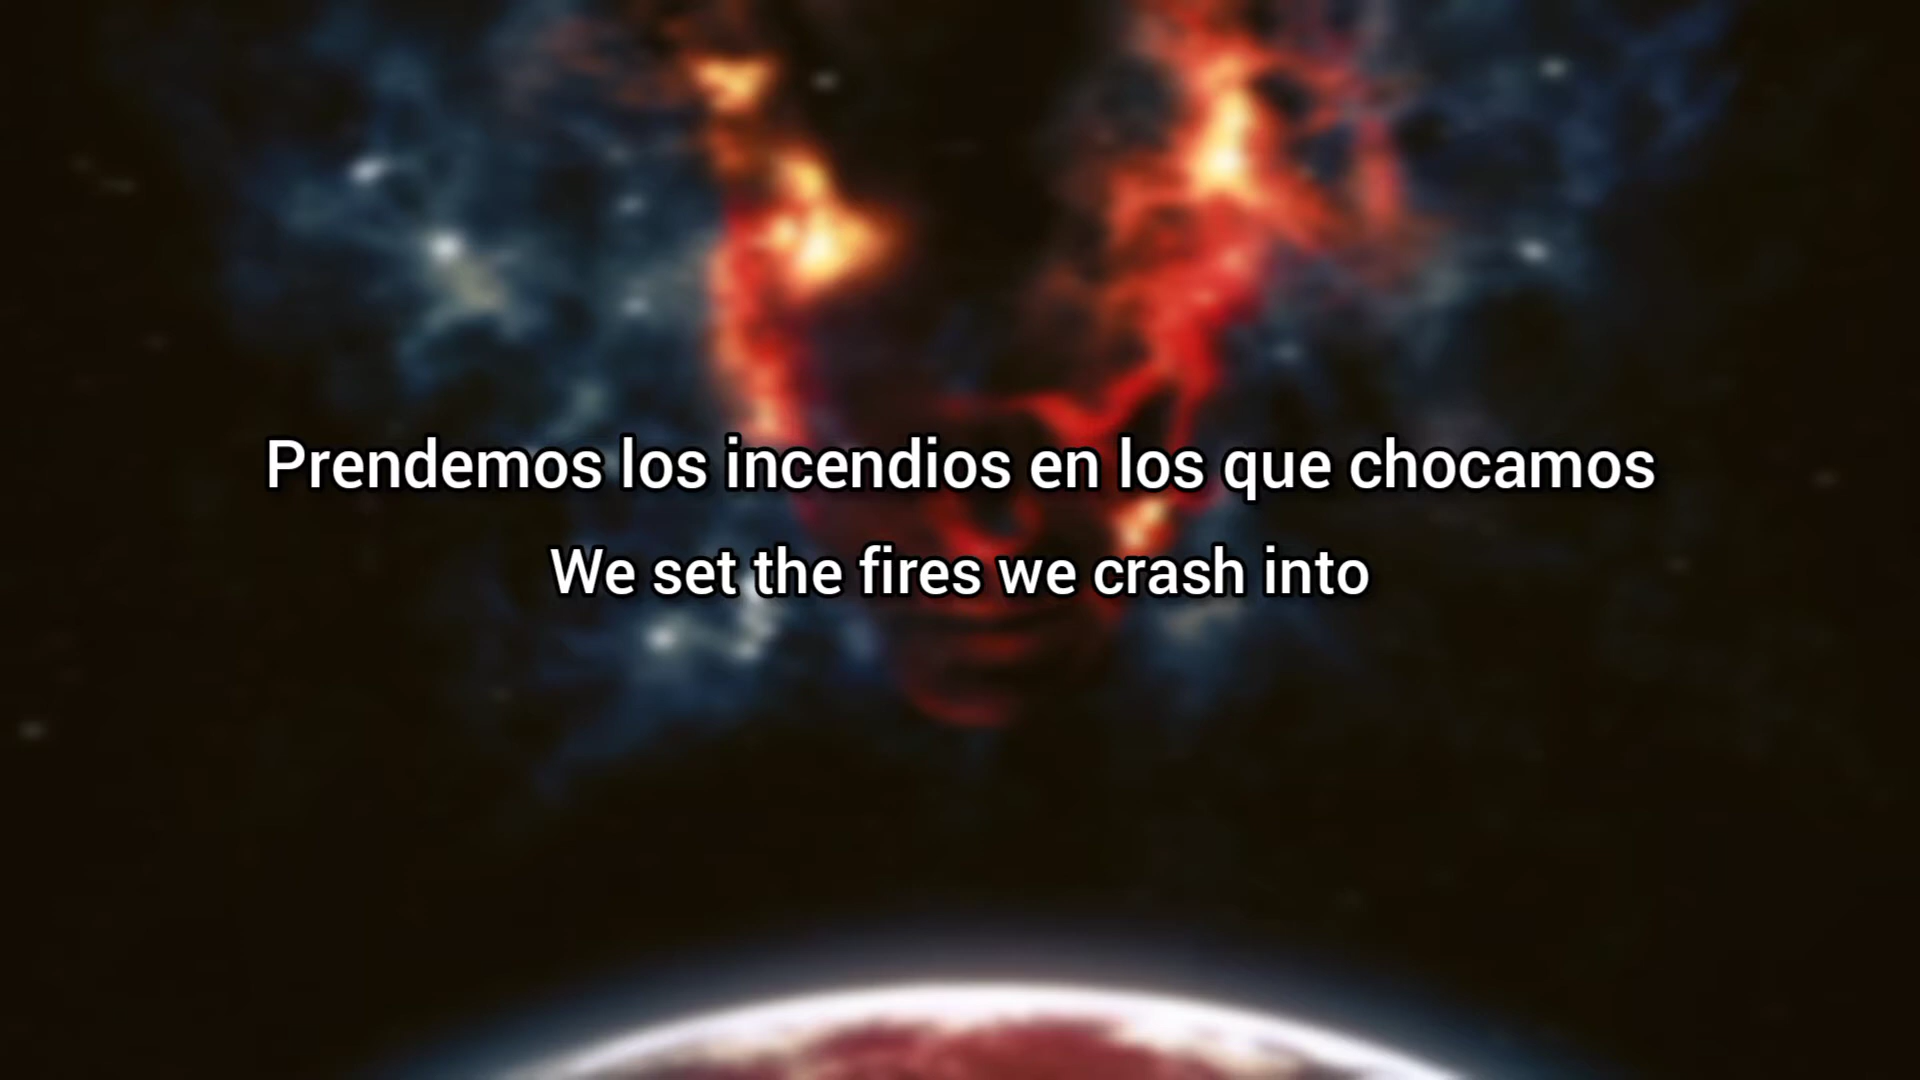 Prendemos los incendios en los que chocamos
We set the fires we crash into